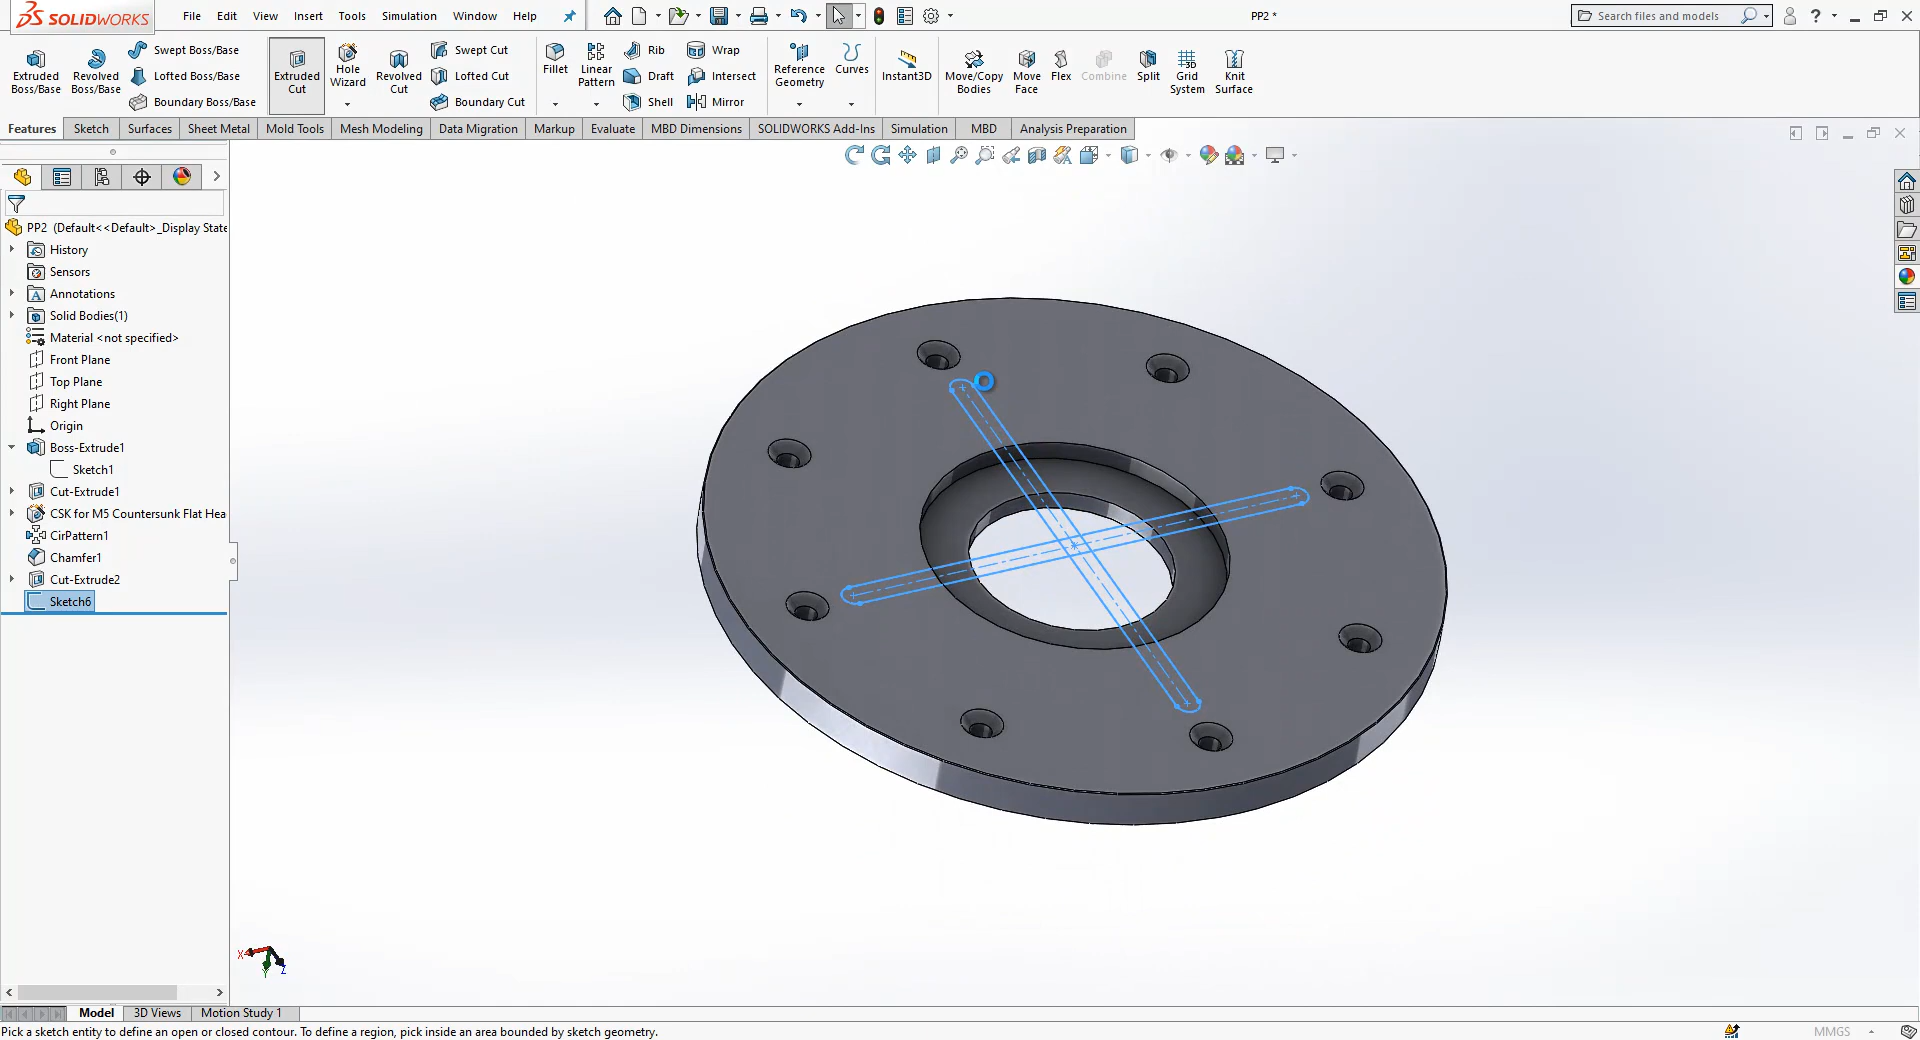 SOLIDWORKS
File Edit View Insert Tools Simulation Window Help
PP2 *
Search files and models
Extruded Boss/Base
Revolved Boss/Base
Swept Boss/Base
Lofted Boss/Base
Boundary Boss/Base
Extruded Cut
Hole Wizard
Revolved Cut
Swept Cut
Lofted Cut
Boundary Cut
Fillet
Linear Pattern
Rib
Draft
Shell
Wrap
Intersect
Mirror
Reference Geometry
Curves
Instant3D
Move/Copy Bodies
Move Face
Flex
Combine
Split
Grid System
Knit Surface
Features Sketch Surfaces Sheet Metal Mold Tools Mesh Modeling Data Migration Markup Evaluate MBD Dimensions SOLIDWORKS Add-Ins Simulation MBD Analysis Preparation
PP2 (Default<<Default>_Display State
History
Sensors
Annotations
Solid Bodies(1)
Material <not specified>
Front Plane
Top Plane
Right Plane
Origin
Boss-Extrude1
Sketch1
Cut-Extrude1
CSK for M5 Countersunk Flat Hea
CirPattern1
Chamfer1
Cut-Extrude2
Sketch6
X Y Z
Model 3D Views Motion Study 1
Pick a sketch entity to define an open or closed contour. To define a region, pick inside an area bounded by sketch geometry.
MMGS